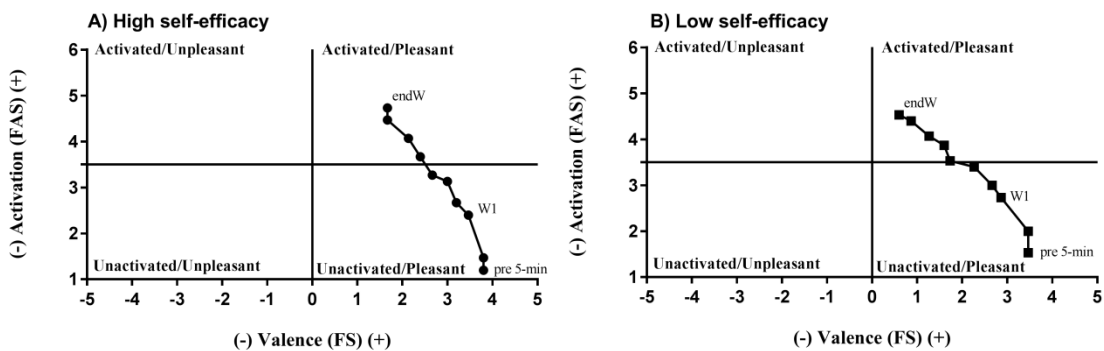 A) High self-efficacy
(-) Activation (FAS) (+)
6
5
4
3
2
1
Activated/Unpleasant
Activated/Pleasant
endW
W1
pre 5-min
Unactivated/Unpleasant
Unactivated/Pleasant
-5 -4 -3 -2 -1 0 1 2 3 4 5
(-) Valence (FS) (+)
B) Low self-efficacy
(-) Activation (FAS) (+)
6
5
4
3
2
1
Activated/Unpleasant
Activated/Pleasant
endW
W1
pre 5-min
Unactivated/Unpleasant
Unactivated/Pleasant
-5 -4 -3 -2 -1 0 1 2 3 4 5
(-) Valence (FS) (+)